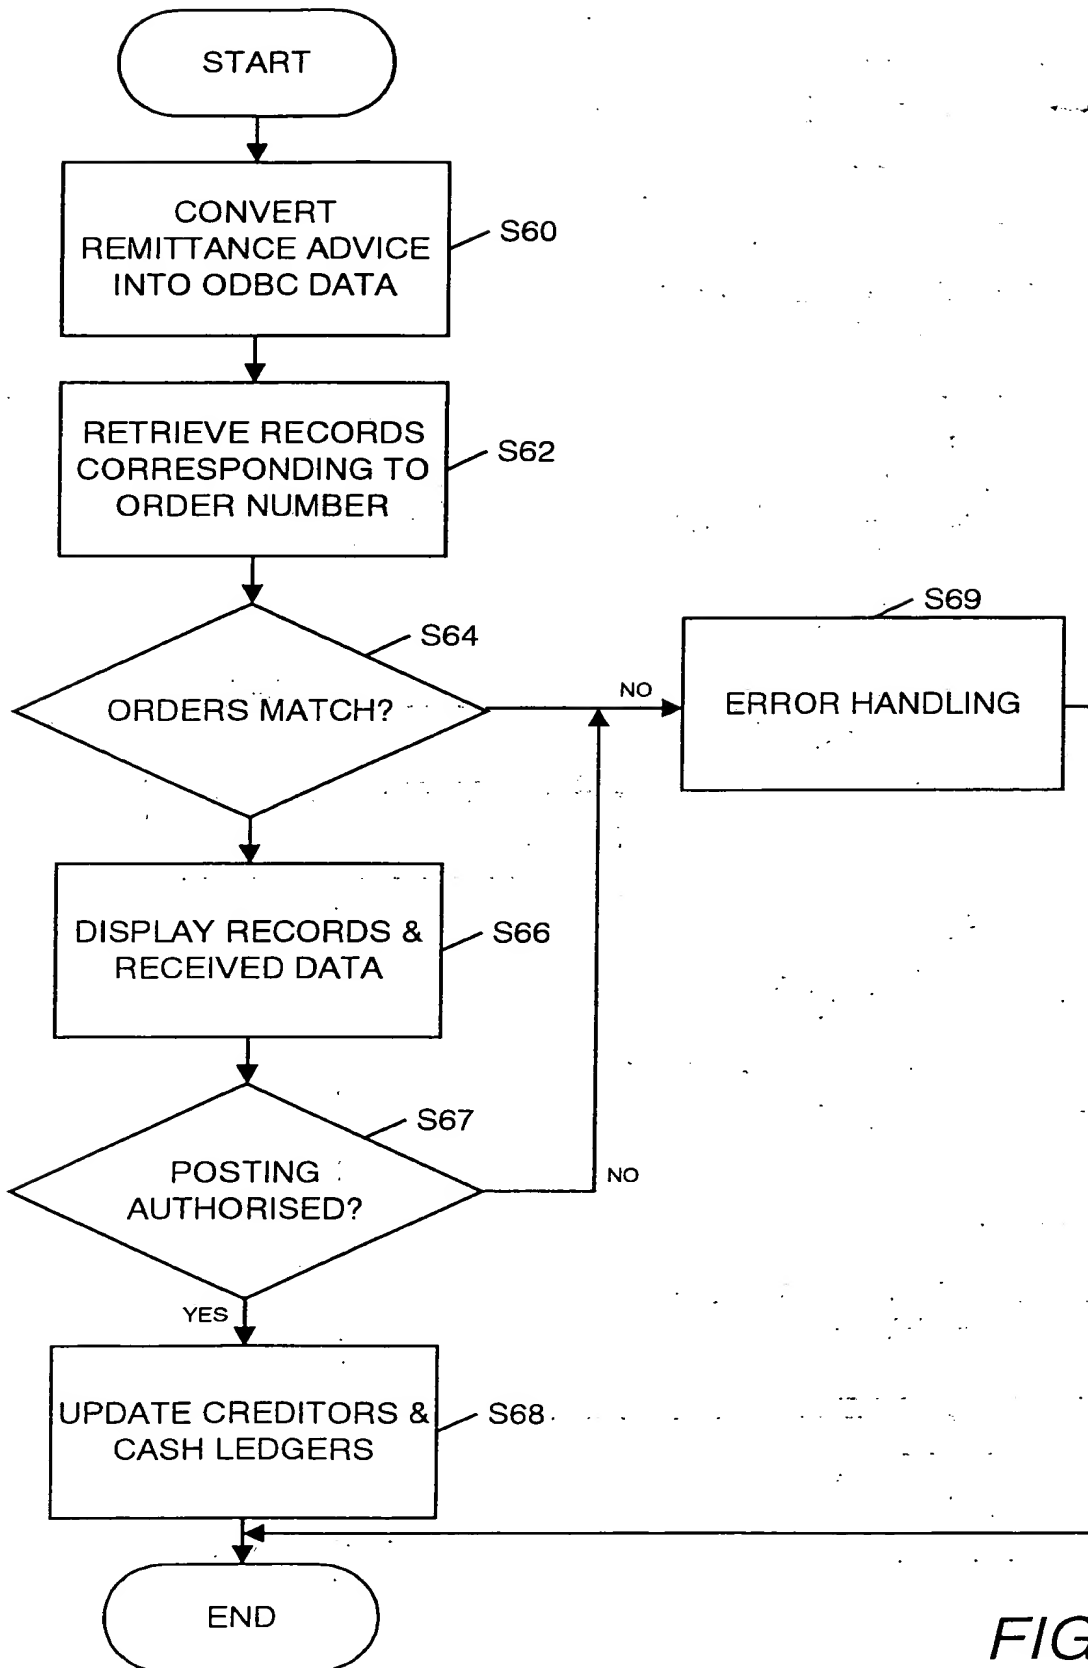 START
CONVERT
REMITTANCE ADVICE
INTO ODBC DATA
S60
RETRIEVE RECORDS
CORRESPONDING TO
ORDER NUMBER
S62
ORDERS MATCH?
S64
NO
ERROR HANDLING
S69
DISPLAY RECORDS &
RECEIVED DATA
S66
POSTING
AUTHORISED?
S67
NO
YES
UPDATE CREDITORS &
CASH LEDGERS
S68
END
FIG